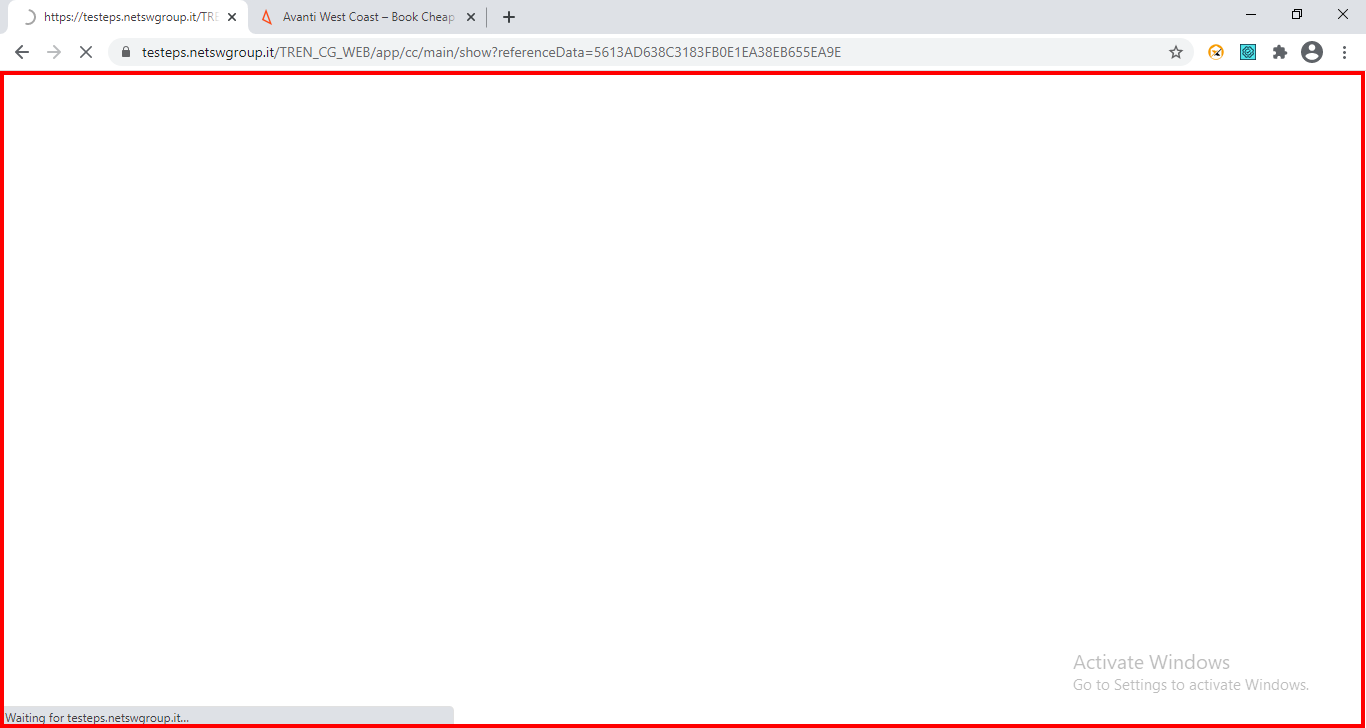 https://testeps.netswgroup.it/TRE
Avanti West Coast – Book Cheap
testeps.netswgroup.it/TREN_CG_WEB/app/cc/main/show?referenceData=5613AD638C3183FB0E1EA38EB655EA9E
Activate Windows
Go to Settings to activate Windows.
Waiting for testeps.netswgroup.it...